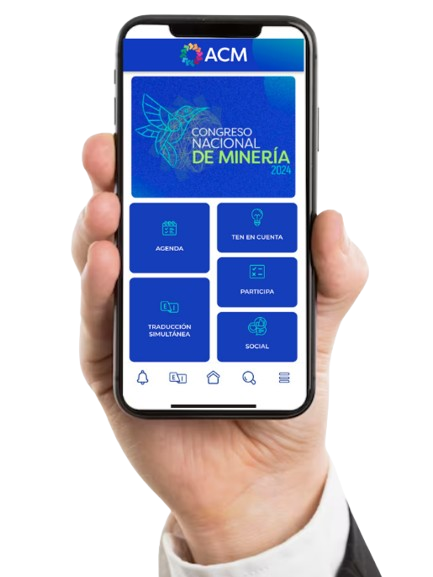 ACM
CONGRESO
NACIONAL
DE MINERÍA
2024
AGENDA
TEN EN CUENTA
PARTICIPA
TRADUCCIÓN
SIMULTÁNEA
SOCIAL